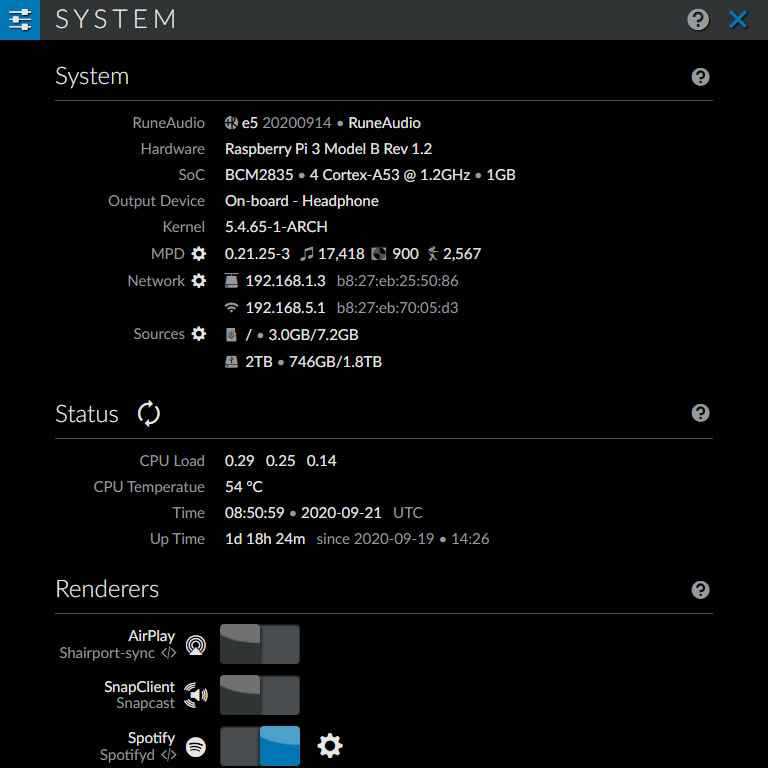 SYSTEM
System
RuneAudio e5 20200914 • RuneAudio
Hardware Raspberry Pi 3 Model B Rev 1.2
SoC BCM2835 • 4 Cortex-A53 @ 1.2GHz • 1GB
Output Device On-board - Headphone
Kernel 5.4.65-1-ARCH
MPD 0.21.25-3 17,418 900 2,567
Network 192.168.1.3 b8:27:eb:25:50:86
192.168.5.1 b8:27:eb:70:05:d3
Sources / • 3.0GB/7.2GB
2TB • 746GB/1.8TB
Status
CPU Load 0.29 0.25 0.14
CPU Temperatue 54 °C
Time 08:50:59 • 2020-09-21 UTC
Up Time 1d 18h 24m since 2020-09-19 • 14:26
Renderers
AirPlay
Shairport-sync </>
SnapClient
Snapcast
Spotify
Spotifyd </>